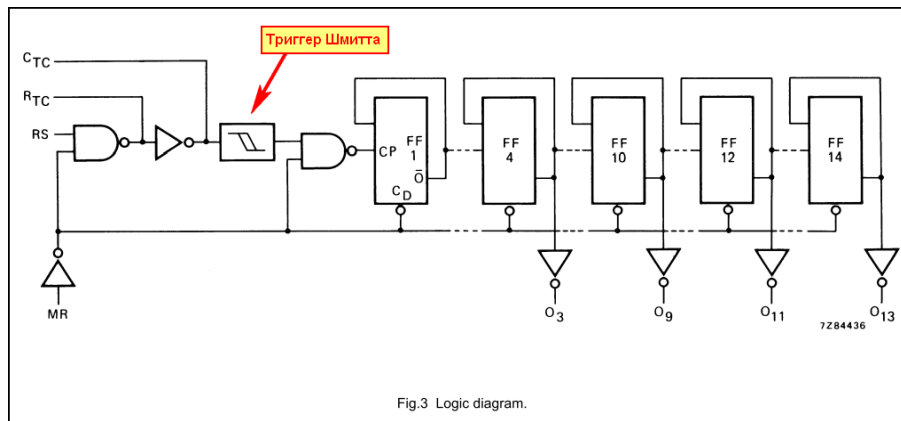 Триггер Шмитта
CTC
RTC
RS
FF
1
CP
Ō
CD
FF
4
FF
10
FF
12
FF
14
MR
O3
O9
O11
O13
7Z84436
Fig.3 Logic diagram.